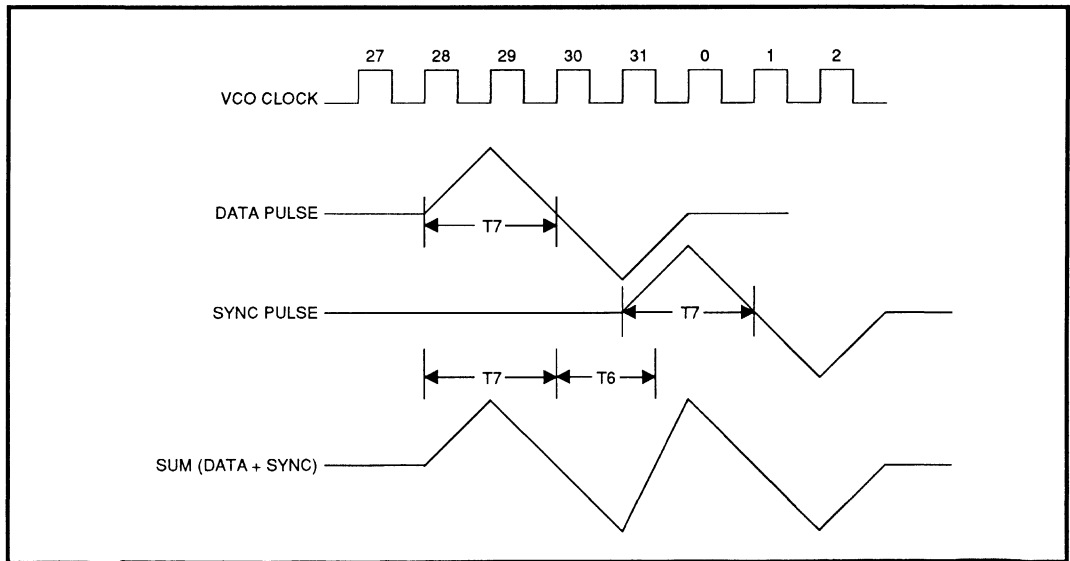 27 28 29 30 31 0 1 2
VCO CLOCK
DATA PULSE
T7
SYNC PULSE
T7
T7 T6
SUM (DATA + SYNC)